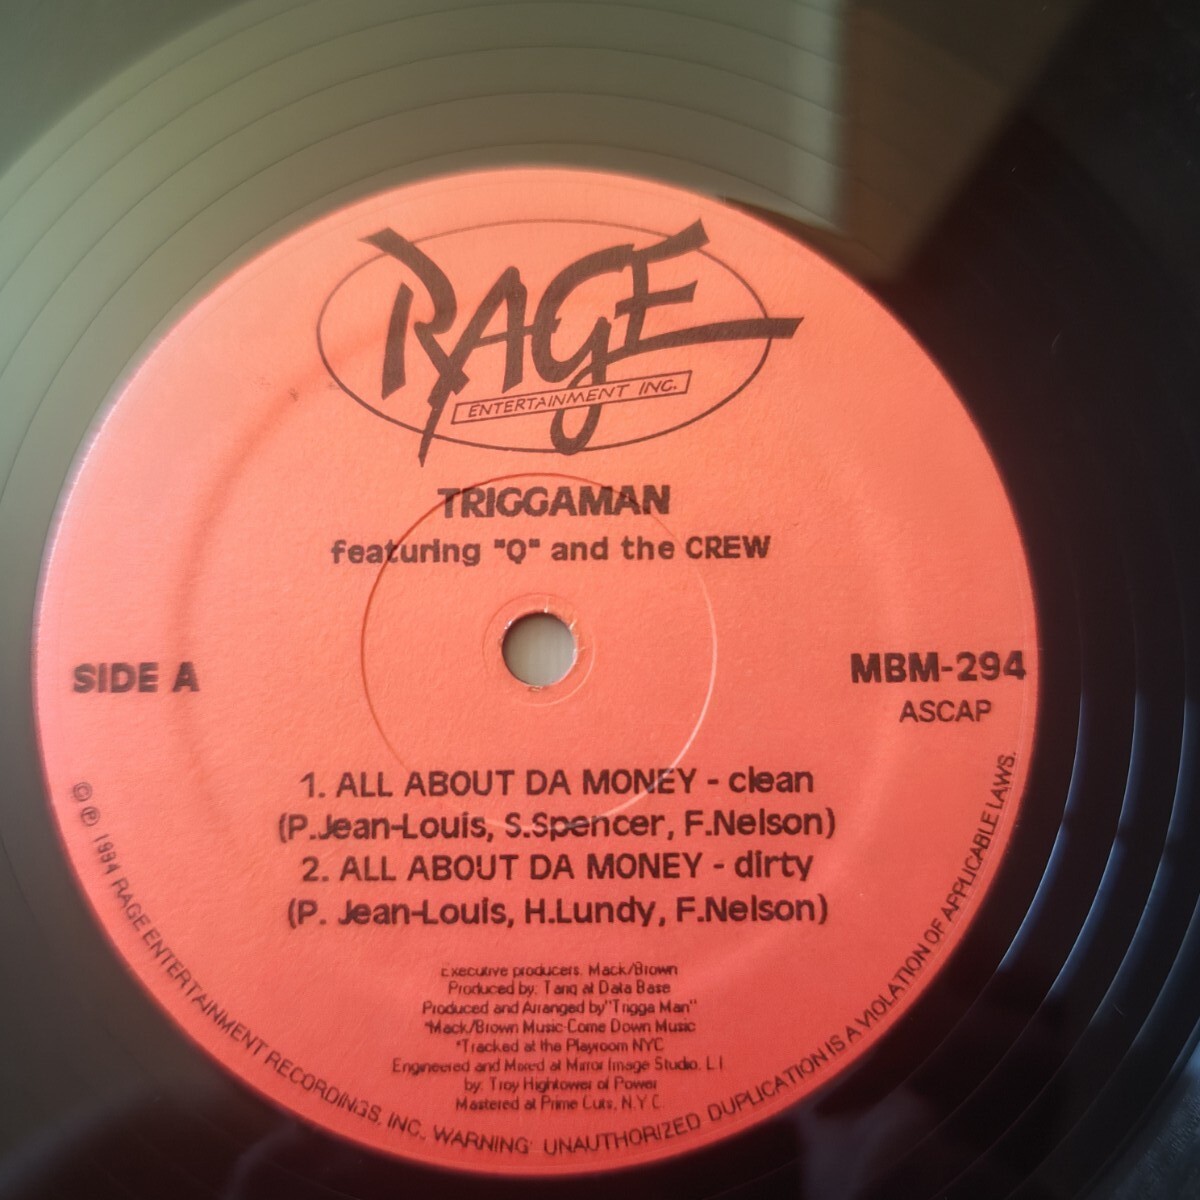 RAGE
ENTERTAINMENT INC.
TRIGGAMAN
featuring "Q" and the CREW
SIDE A
MBM-294
ASCAP
1. ALL ABOUT DA MONEY - clean
(P.Jean-Louis, S.Spencer, F.Nelson)
2. ALL ABOUT DA MONEY - dirty
(P. Jean-Louis, H.Lundy, F.Nelson)
Executive producers. Mack/Brown
Produced by: Tanq at Data Base
Produced and Arranged by "Trigga Man"
*Mack/Brown Music-Come Down Music
*Tracked at the Playroom NYC
Engineered and Mixed at Mirror Image Studio, L.I.
by: Troy Hightower of Power
Mastered at Prime Cuts, N.Y.C.
© ℗ 1994 RAGE ENTERTAINMENT RECORDINGS, INC., WARNING: UNAUTHORIZED DUPLICATION IS A VIOLATION OF APPLICABLE LAWS.